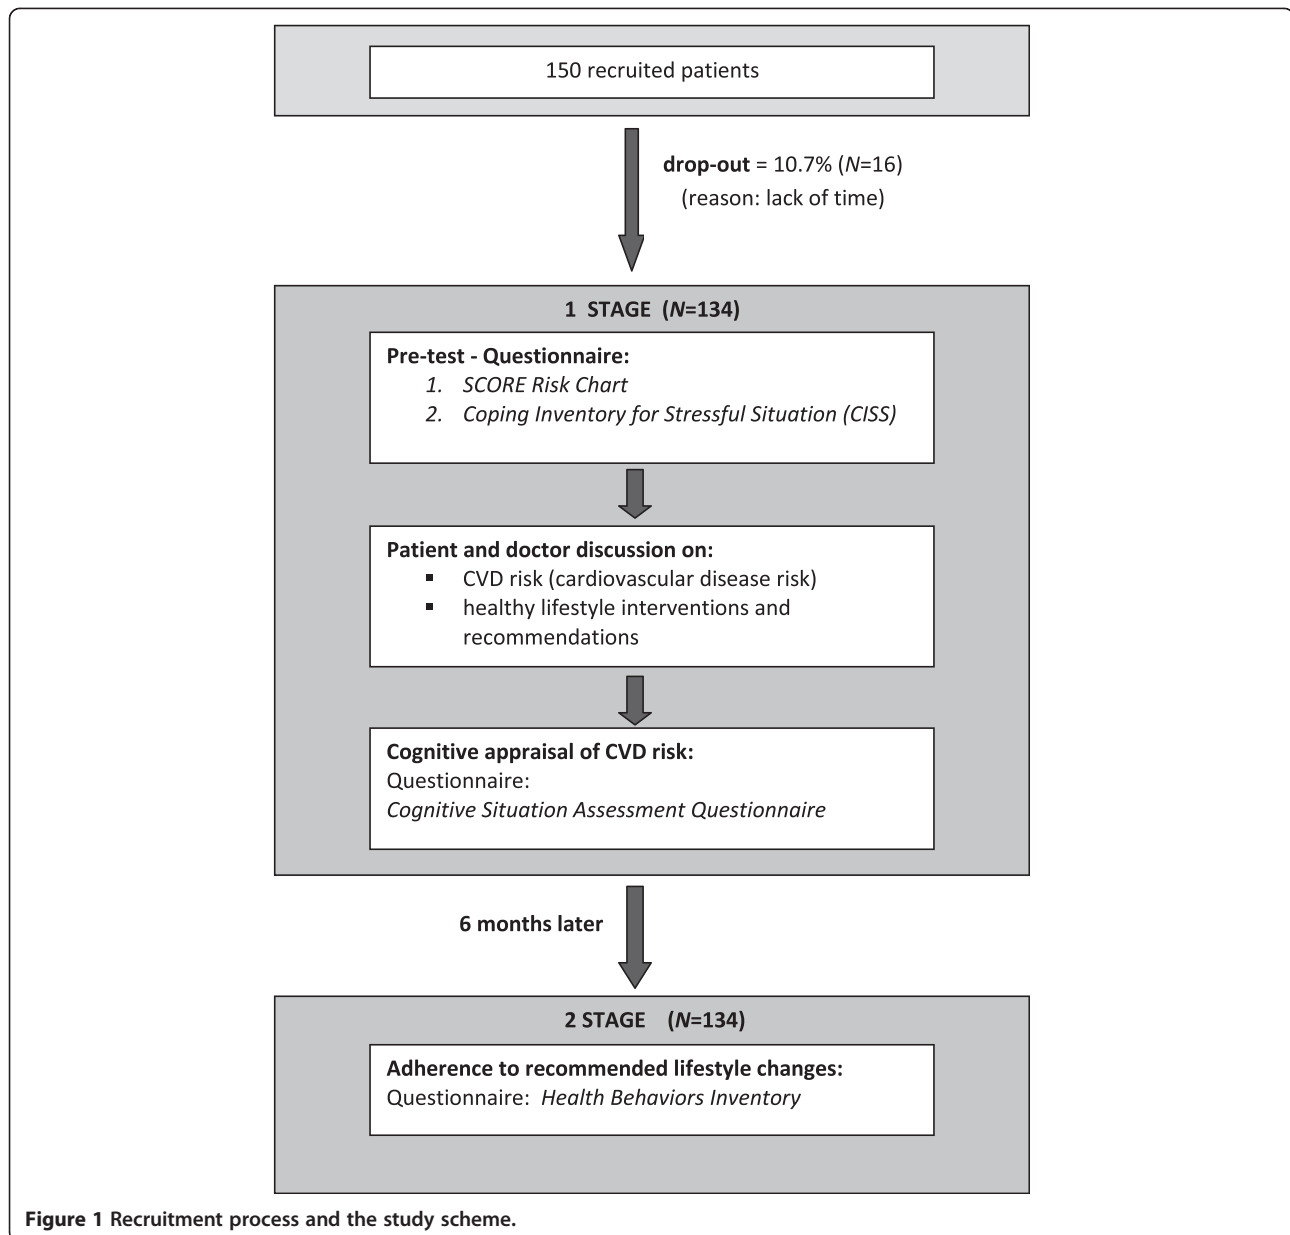 150 recruited patients
drop-out = 10.7% (N=16)
(reason: lack of time)
1 STAGE (N=134)
Pre-test - Questionnaire:
1. SCORE Risk Chart
2. Coping Inventory for Stressful Situation (CISS)
Patient and doctor discussion on:
▪ CVD risk (cardiovascular disease risk)
▪ healthy lifestyle interventions and
recommendations
Cognitive appraisal of CVD risk:
Questionnaire:
Cognitive Situation Assessment Questionnaire
6 months later
2 STAGE (N=134)
Adherence to recommended lifestyle changes:
Questionnaire: Health Behaviors Inventory
Figure 1 Recruitment process and the study scheme.